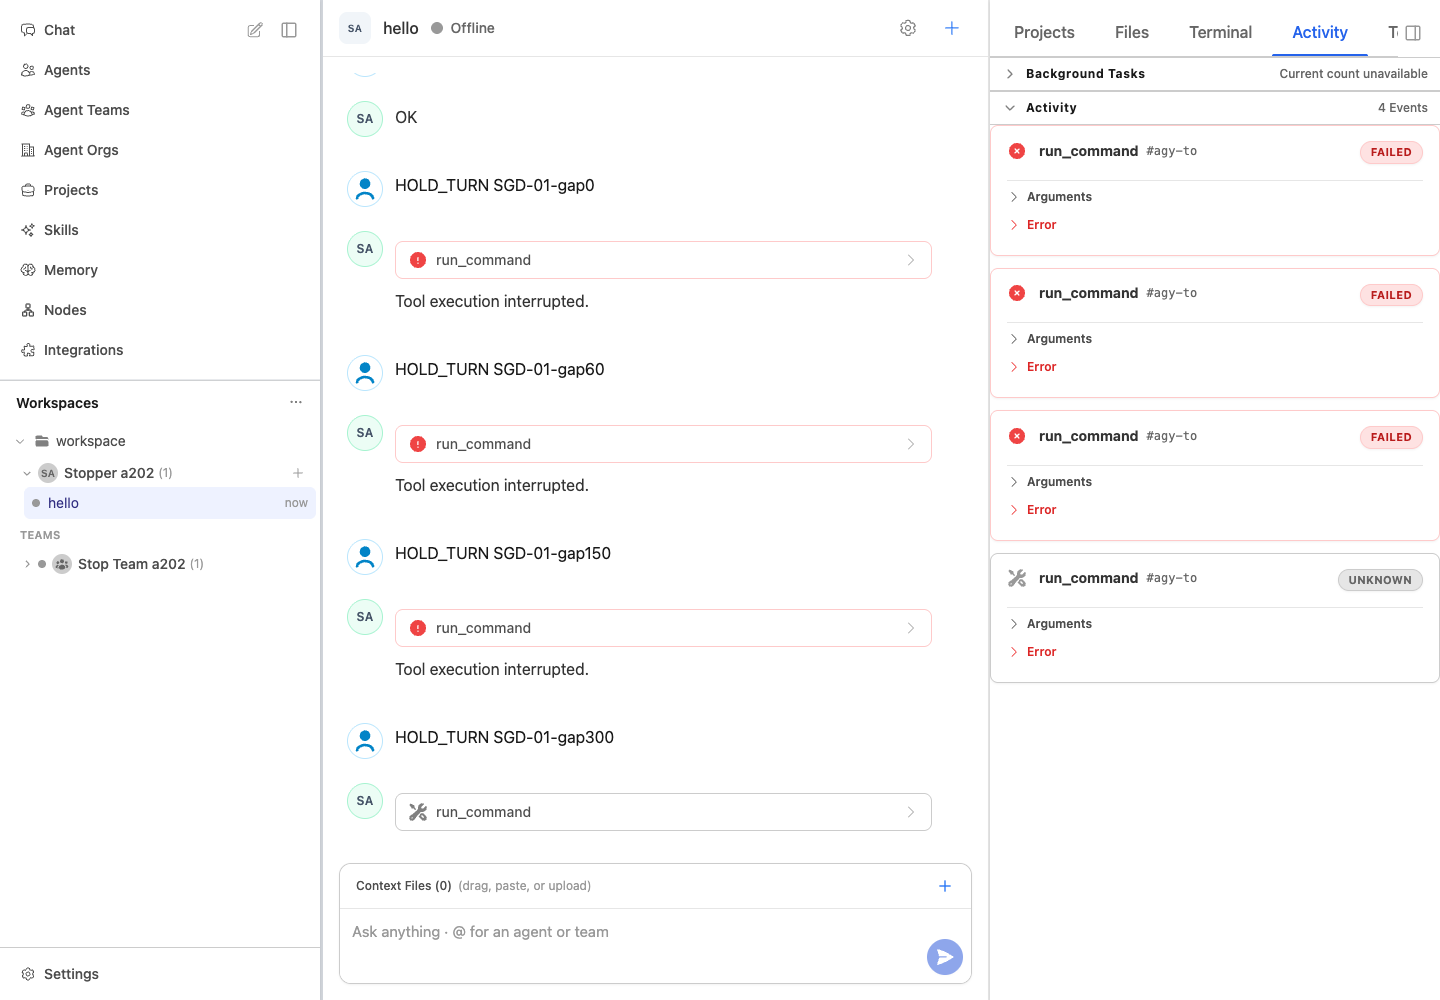 Chat
Agents
Agent Teams
Agent Orgs
Projects
Skills
Memory
Nodes
Integrations
Workspaces
workspace
SA Stopper a202 (1)
hello now
TEAMS
Stop Team a202 (1)
Settings
SA hello Offline
SA OK
HOLD_TURN SGD-01-gap0
SA run_command
Tool execution interrupted.
HOLD_TURN SGD-01-gap60
SA run_command
Tool execution interrupted.
HOLD_TURN SGD-01-gap150
SA run_command
Tool execution interrupted.
HOLD_TURN SGD-01-gap300
SA run_command
Context Files (0) (drag, paste, or upload)
Ask anything · @ for an agent or team
Projects Files Terminal Activity
Background Tasks Current count unavailable
Activity 4 Events
run_command #agy-to FAILED
Arguments
Error
run_command #agy-to FAILED
Arguments
Error
run_command #agy-to FAILED
Arguments
Error
run_command #agy-to UNKNOWN
Arguments
Error